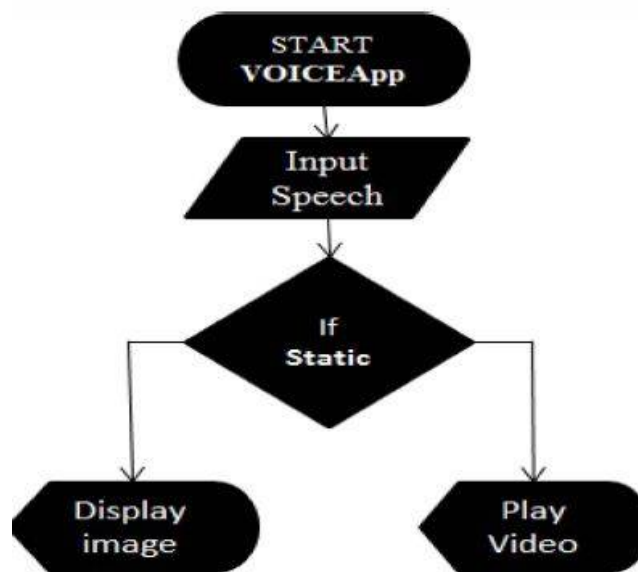 START
VOICEApp
Input
Speech
If
Static
Display
image
Play
Video